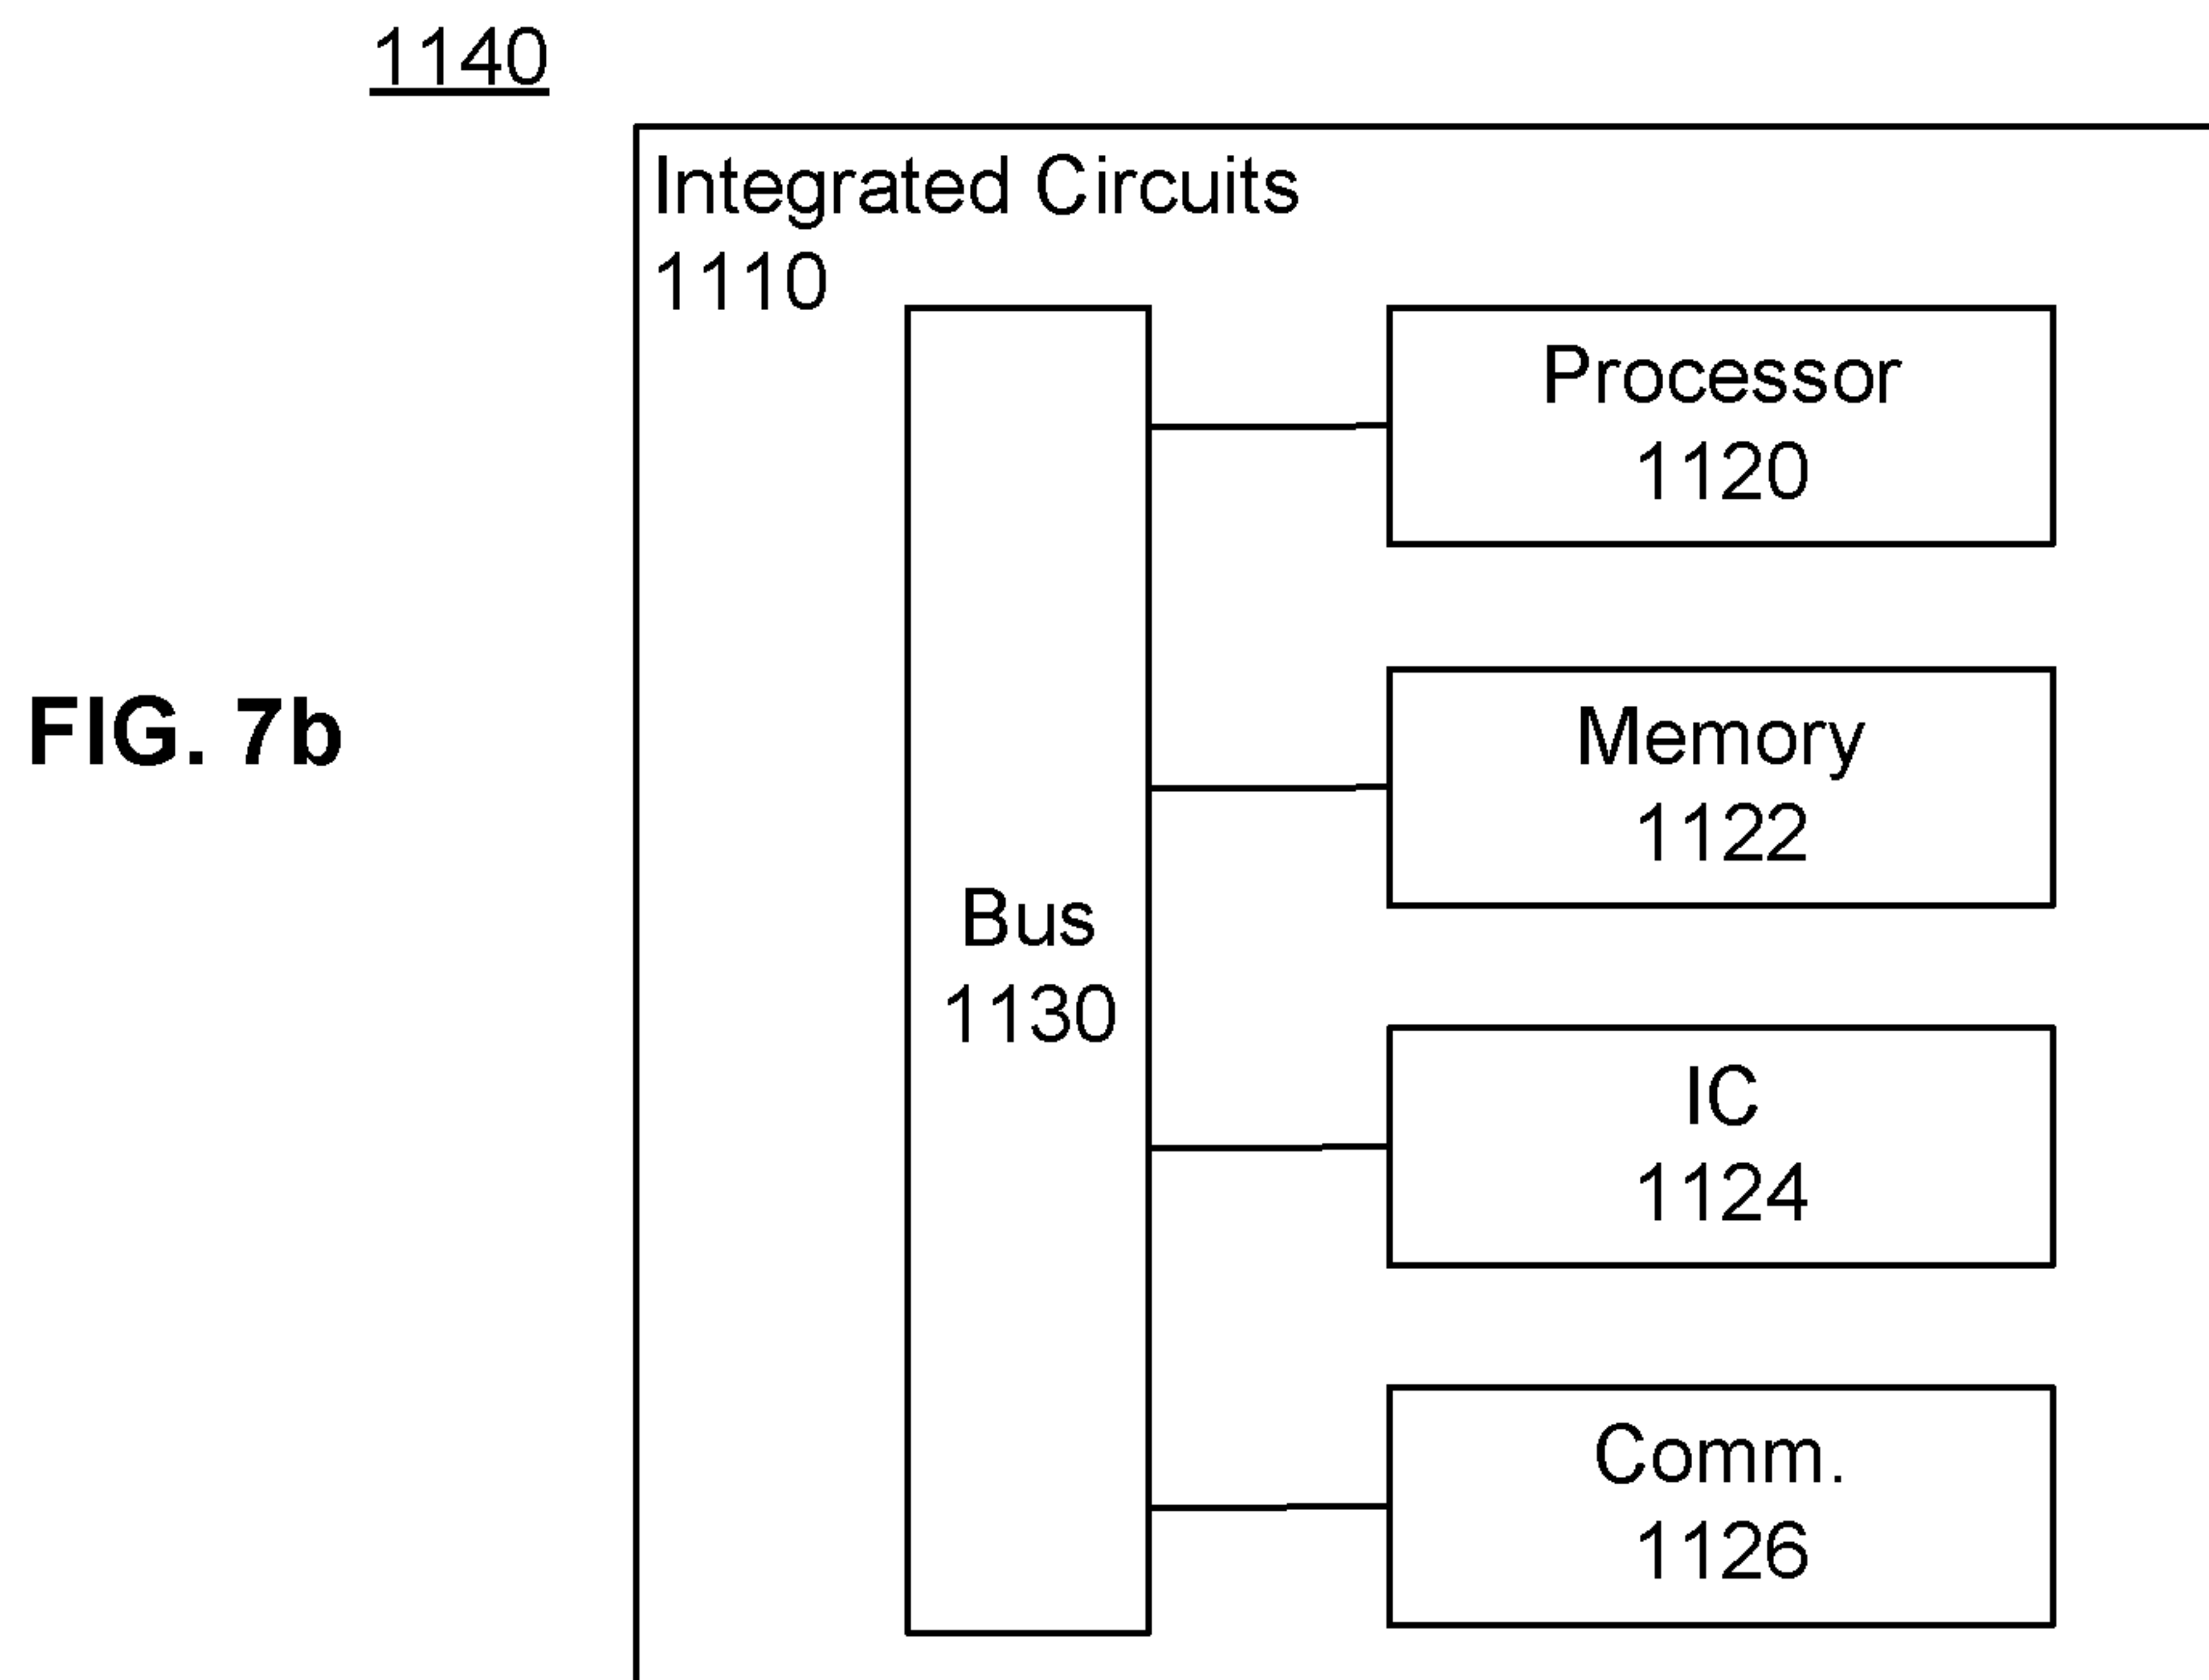 1140
Integrated Circuits
1110
Processor
1120
FIG. 7b
Memory
1122
Bus
1130
IC
1124
Comm.
1126